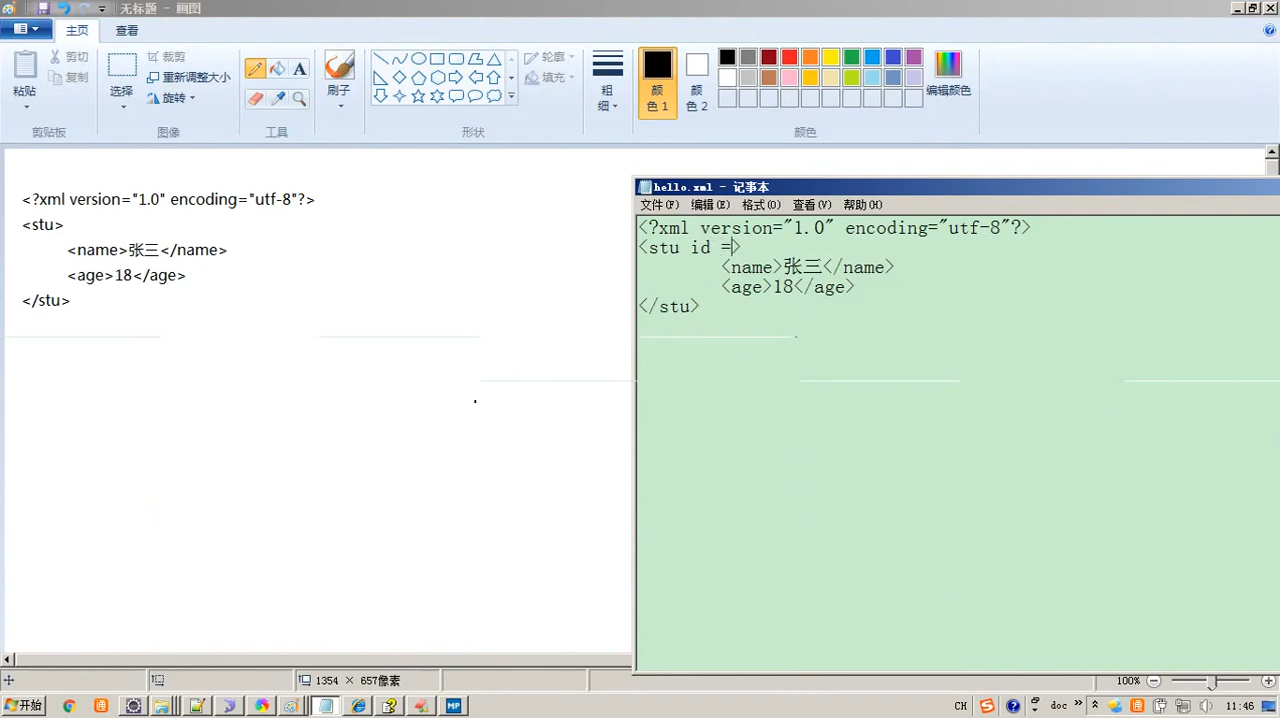 无标题 - 画图
主页
查看
粘贴
剪切
复制
剪贴板
选择
裁剪
重新调整大小
旋转
图像
A
工具
刷子
形状
轮廓
填充
粗
细
颜
色 1
颜
色 2
编辑颜色
颜色
<?xml version="1.0" encoding="utf-8"?>
<stu>
<name>张三</name>
<age>18</age>
</stu>
hello.xml - 记事本
文件(F) 编辑(E) 格式(O) 查看(V) 帮助(H)
<?xml version="1.0" encoding="utf-8"?>
<stu id =>
<name>张三</name>
<age>18</age>
</stu>
1354 × 657像素
100%
开始
MP
CH
doc
11:46